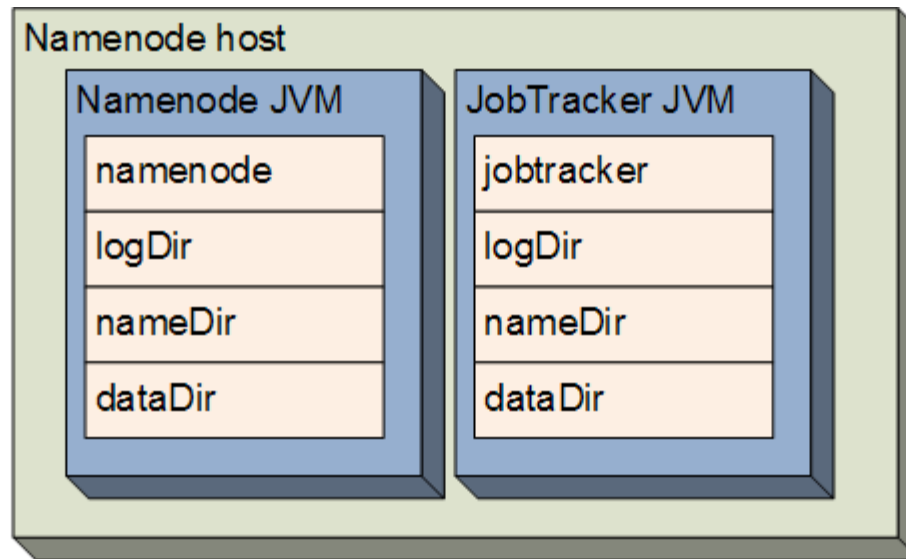 Namenode host
Namenode JVM
namenode
logDir
nameDir
dataDir
JobTracker JVM
jobtracker
logDir
nameDir
dataDir